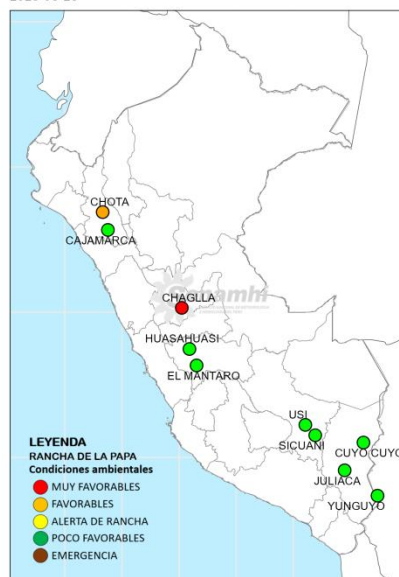 CHOTA
CAJAMARCA
CHAGLLA
HUASAHUASI
EL MANTARO
USI
SICUANI
CUYO CUYO
JULIACA
YUNGUYO
LEYENDA
RANCHA DE LA PAPA
Condiciones ambientales
MUY FAVORABLES
FAVORABLES
ALERTA DE RANCHA
POCO FAVORABLES
EMERGENCIA